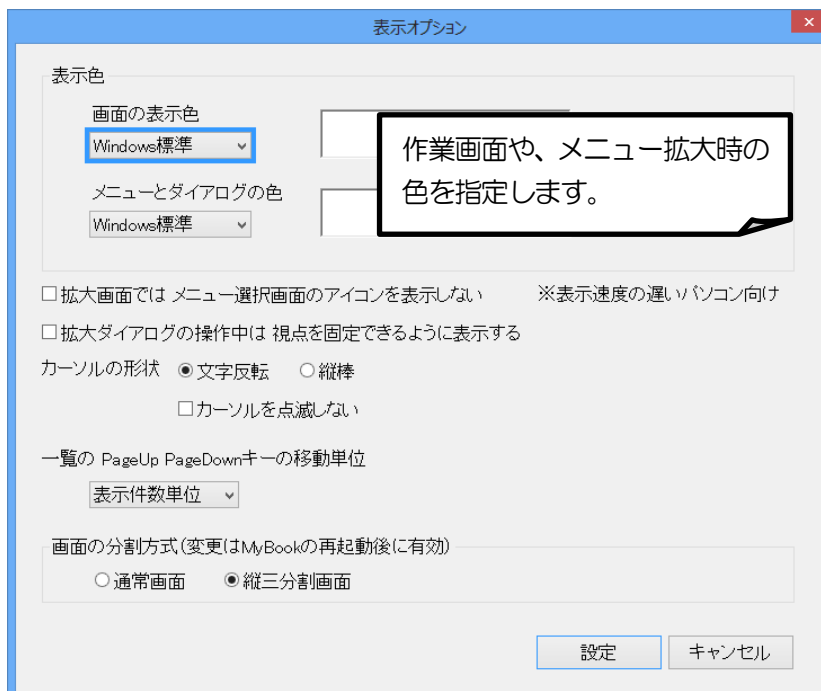 表示オプション
表示色
画面の表示色
Windows標準
作業画面や、メニュー拡大時の
色を指定します。
メニューとダイアログの色
Windows標準
拡大画面では メニュー選択画面のアイコンを表示しない ※表示速度の遅いパソコン向け
拡大ダイアログの操作中は 視点を固定できるように表示する
カーソルの形状 文字反転 縦棒
カーソルを点滅しない
一覧の PageUp PageDownキーの移動単位
表示件数単位
画面の分割方式(変更はMyBookの再起動後に有効)
通常画面 縦三分割画面
設定 キャンセル